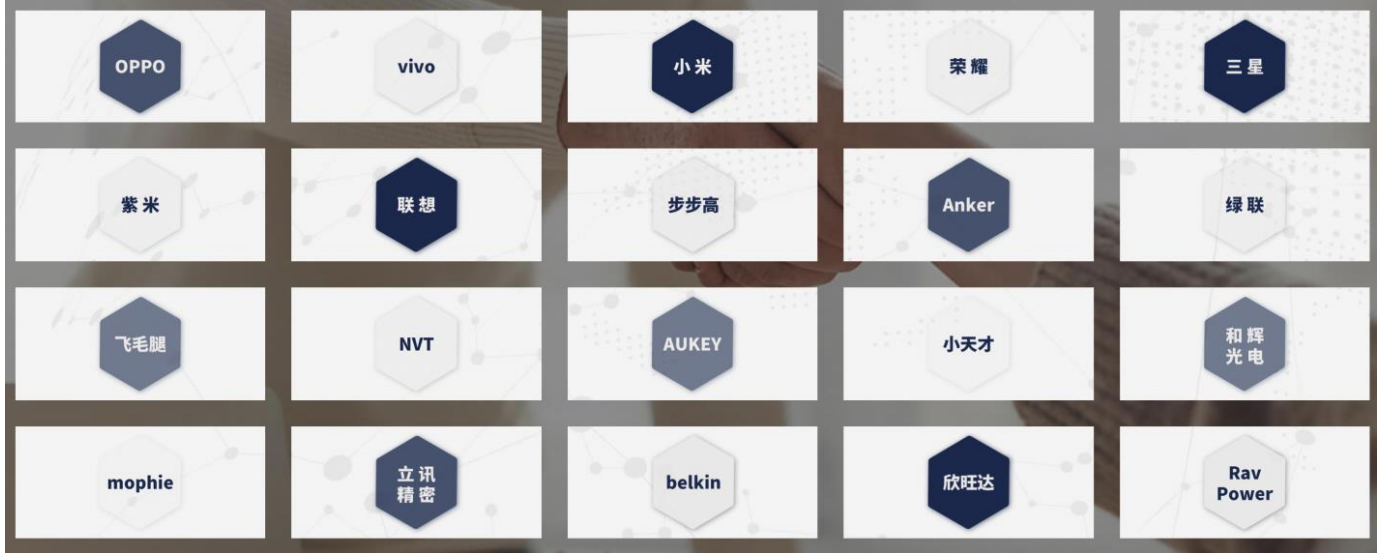 OPPO
vivo
小米
荣耀
三星
紫米
联想
步步高
Anker
绿联
飞毛腿
NVT
AUKEY
小天才
和辉
光电
mophie
立讯
精密
belkin
欣旺达
Rav
Power